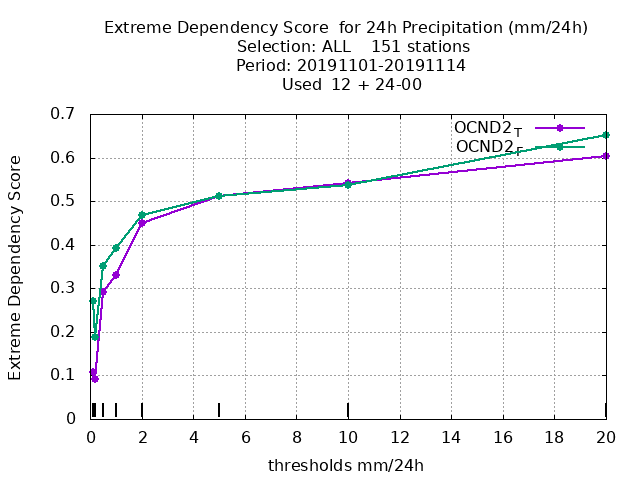 Extreme Dependency Score  for 24h Precipitation (mm/24h)
Selection: ALL    151 stations
Period: 20191101-20191114
Used  12 + 24-00
OCND2T
OCND2F
Extreme Dependency Score
0.7
0.6
0.5
0.4
0.3
0.2
0.1
0
0 2 4 6 8 10 12 14 16 18 20
thresholds mm/24h